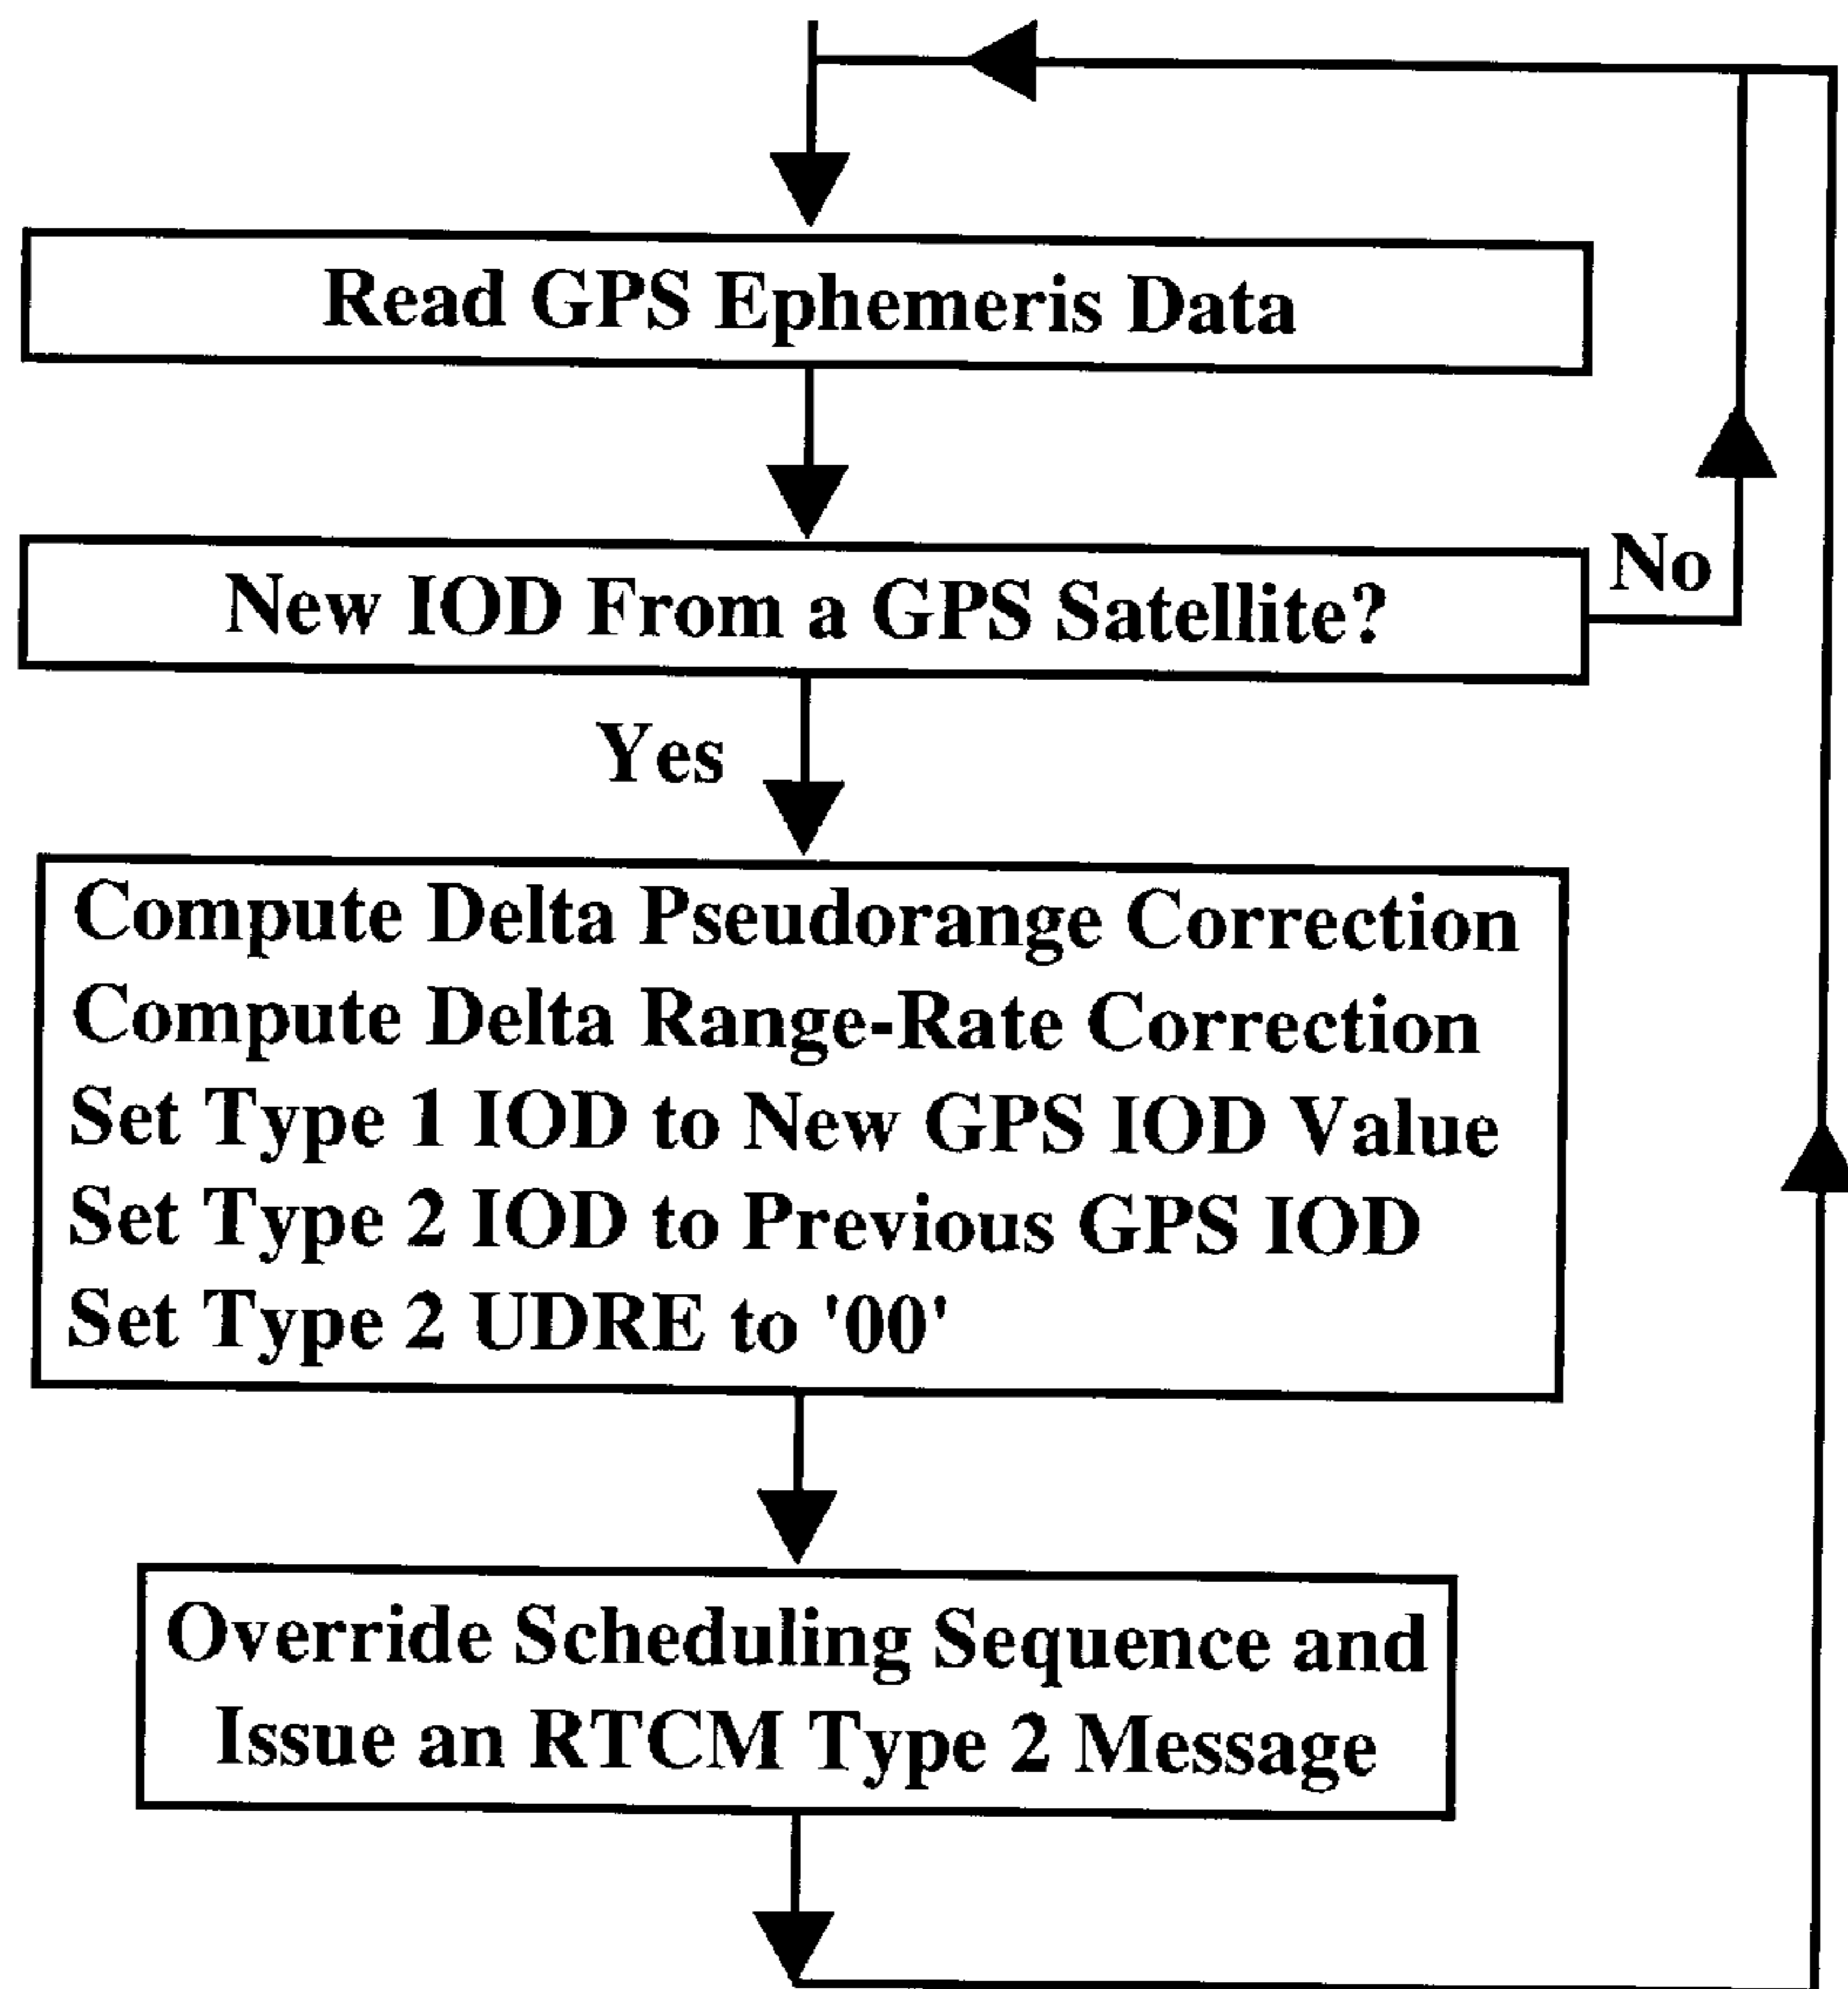 Read GPS Ephemeris Data
New IOD From a GPS Satellite?
No
Yes
Compute Delta Pseudorange Correction
Compute Delta Range-Rate Correction
Set Type 1 IOD to New GPS IOD Value
Set Type 2 IOD to Previous GPS IOD
Set Type 2 UDRE to '00'
Override Scheduling Sequence and
Issue an RTCM Type 2 Message